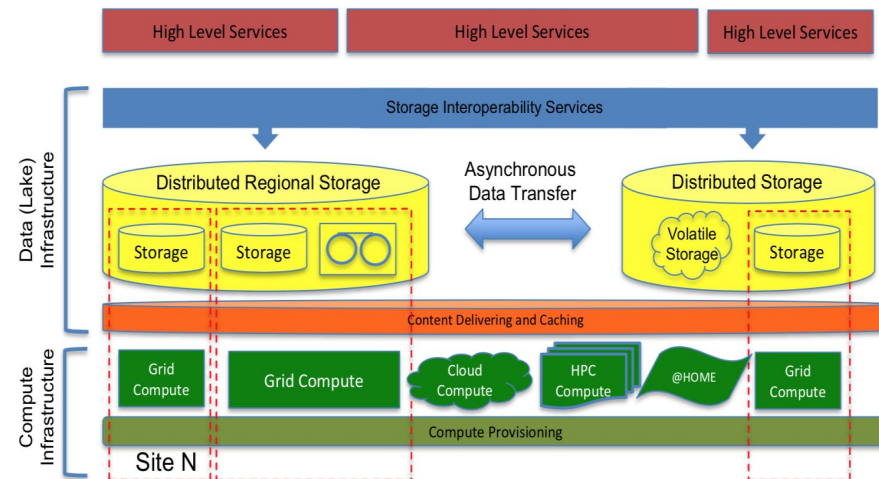 High Level Services
High Level Services
High Level Services
Storage Interoperability Services
Data (Lake)
Infrastructure
Distributed Regional Storage
Asynchronous
Data Transfer
Distributed Storage
Storage
Storage
Volatile
Storage
Storage
Content Delivering and Caching
Compute
Infrastructure
Grid
Compute
Grid Compute
Cloud
Compute
HPC
Compute
@HOME
Grid
Compute
Compute Provisioning
Site N